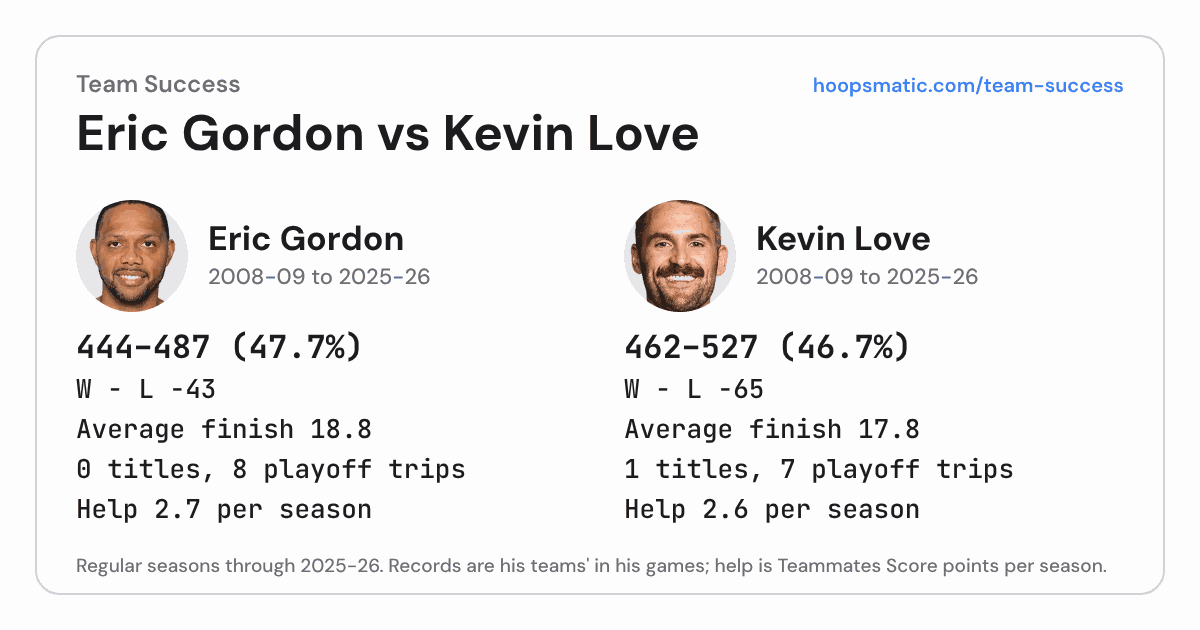 Team Success
hoopsmatic.com/team-success
Eric Gordon vs Kevin Love
Eric Gordon
2008-09 to 2025-26
444-487 (47.7%)
W - L -43
Average finish 18.8
0 titles, 8 playoff trips
Help 2.7 per season
Kevin Love
2008-09 to 2025-26
462-527 (46.7%)
W - L -65
Average finish 17.8
1 titles, 7 playoff trips
Help 2.6 per season
Regular seasons through 2025-26. Records are his teams' in his games; help is Teammates Score points per season.